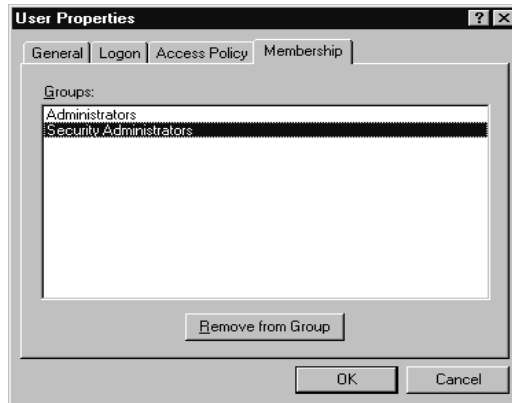 User Properties ? X
General Logon Access Policy Membership
Groups:
Administrators
Security Administrators
Remove from Group
OK Cancel